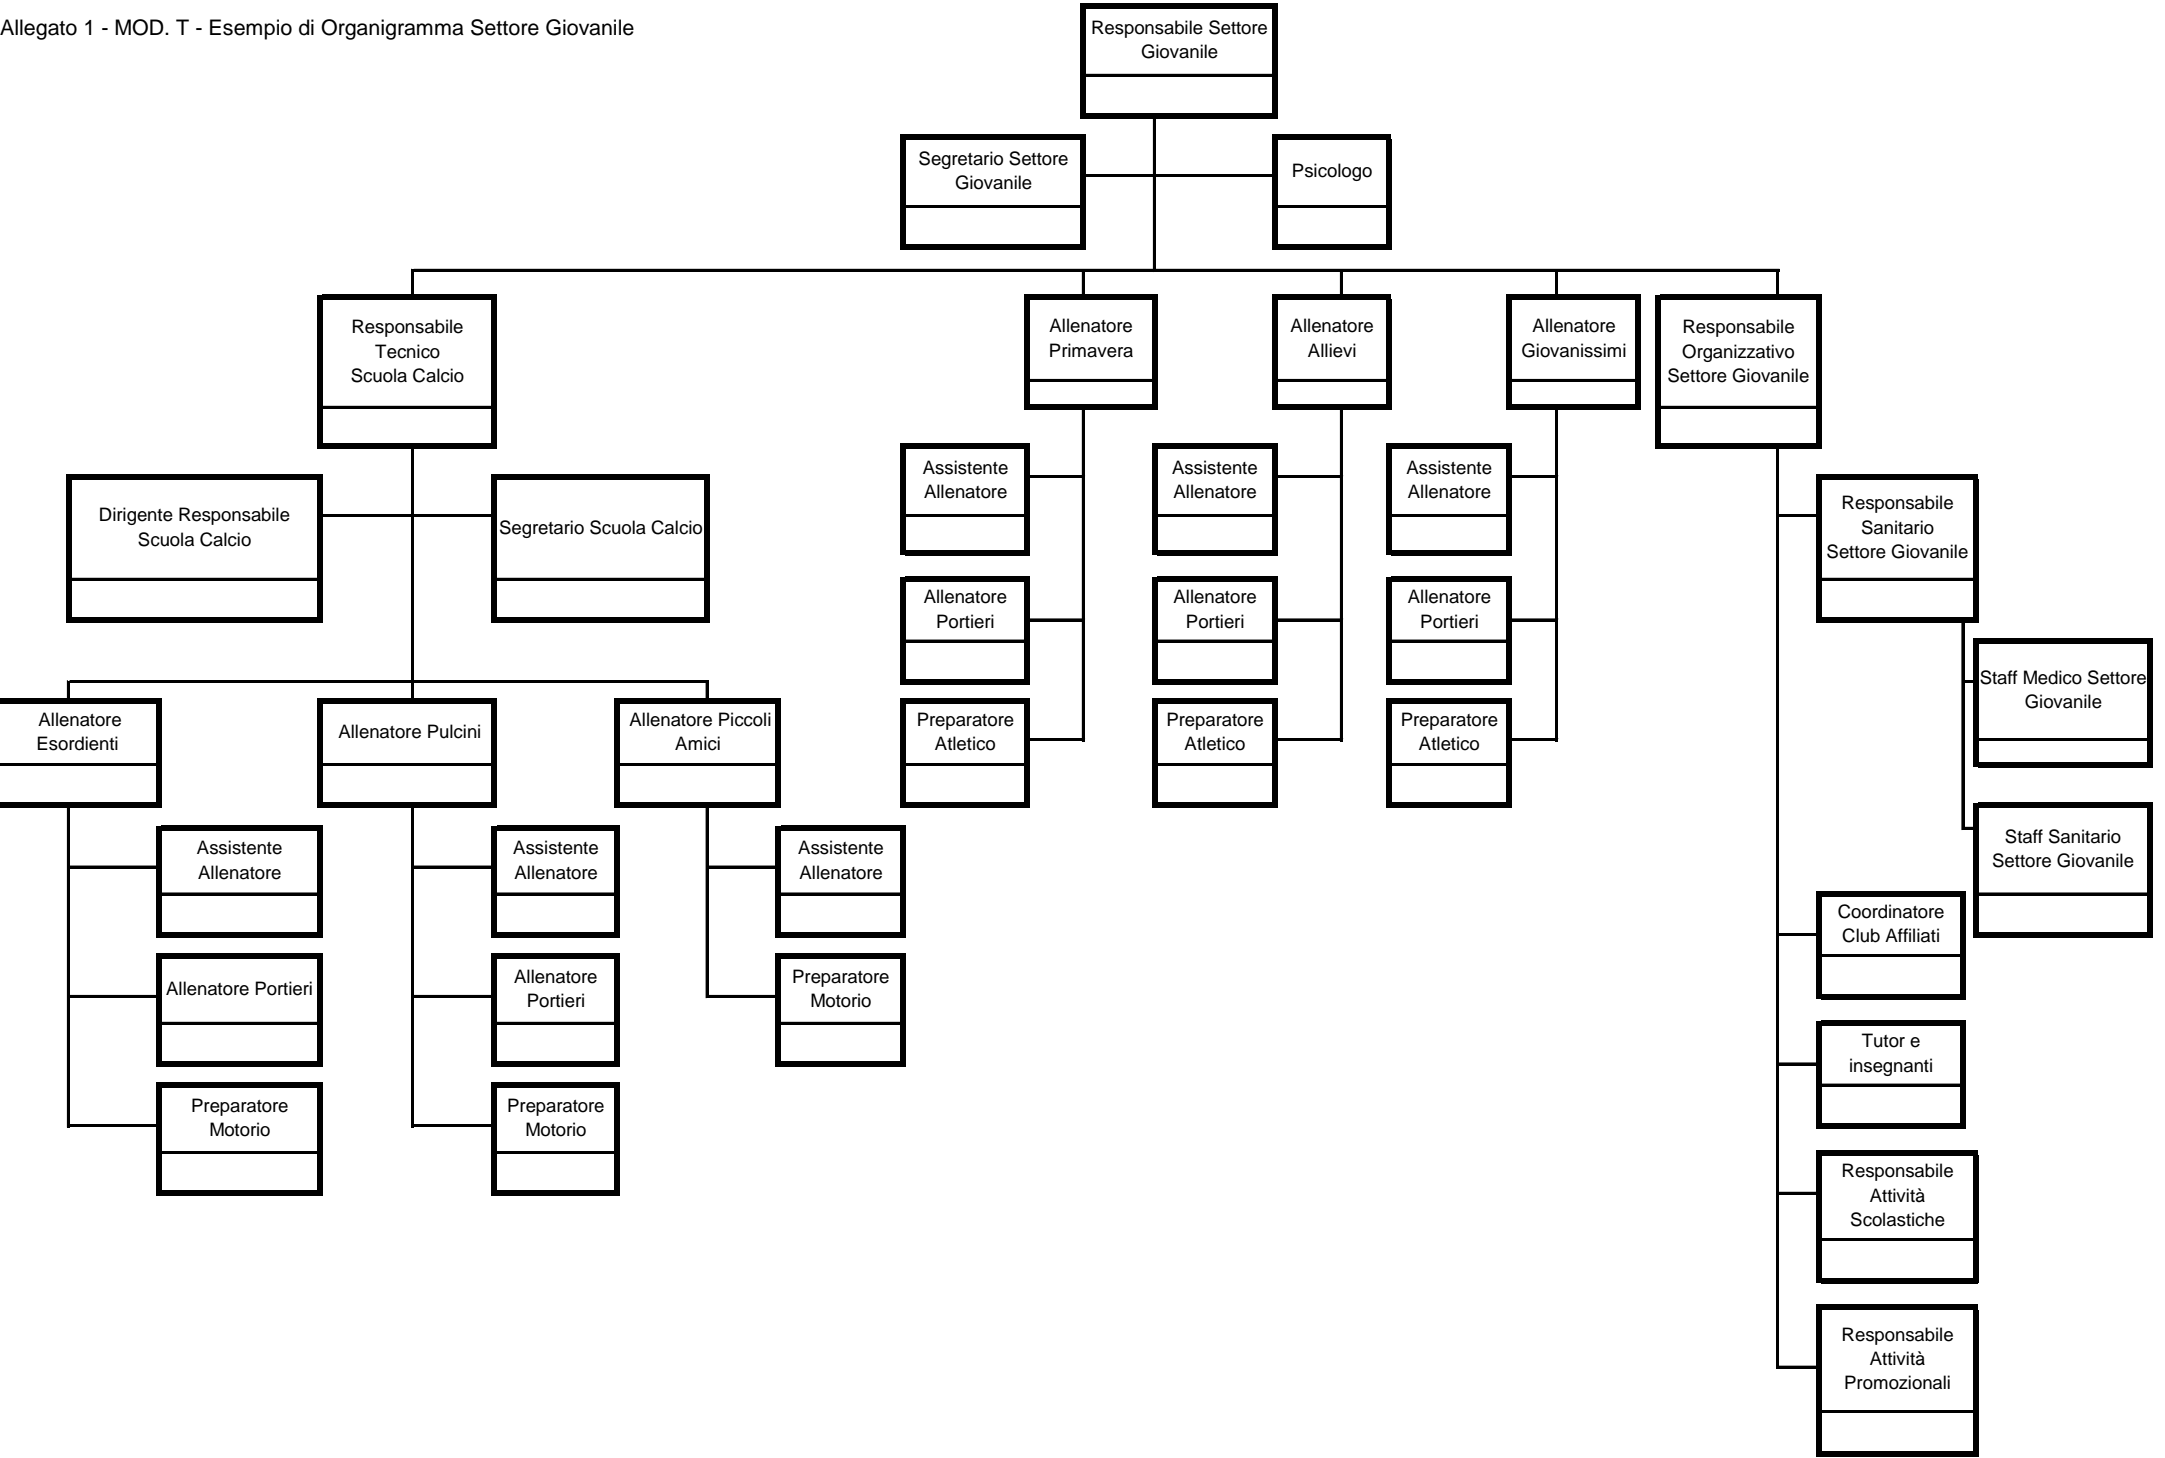 Allegato 1 - MOD. T - Esempio di Organigramma Settore Giovanile
Responsabile Settore
Giovanile
Segretario Settore
Giovanile
Psicologo
Responsabile
Tecnico
Scuola Calcio
Allenatore
Primavera
Allenatore
Allievi
Allenatore
Giovanissimi
Responsabile
Organizzativo
Settore Giovanile
Dirigente Responsabile
Scuola Calcio
Segretario Scuola Calcio
Assistente
Allenatore
Assistente
Allenatore
Assistente
Allenatore
Responsabile
Sanitario
Settore Giovanile
Allenatore
Portieri
Allenatore
Portieri
Allenatore
Portieri
Staff Medico Settore
Giovanile
Allenatore
Esordienti
Allenatore Pulcini
Allenatore Piccoli
Amici
Preparatore
Atletico
Preparatore
Atletico
Preparatore
Atletico
Staff Sanitario
Settore Giovanile
Assistente
Allenatore
Assistente
Allenatore
Assistente
Allenatore
Coordinatore
Club Affiliati
Allenatore Portieri
Allenatore
Portieri
Preparatore
Motorio
Tutor e
insegnanti
Preparatore
Motorio
Preparatore
Motorio
Responsabile
Attività
Scolastiche
Responsabile
Attività
Promozionali